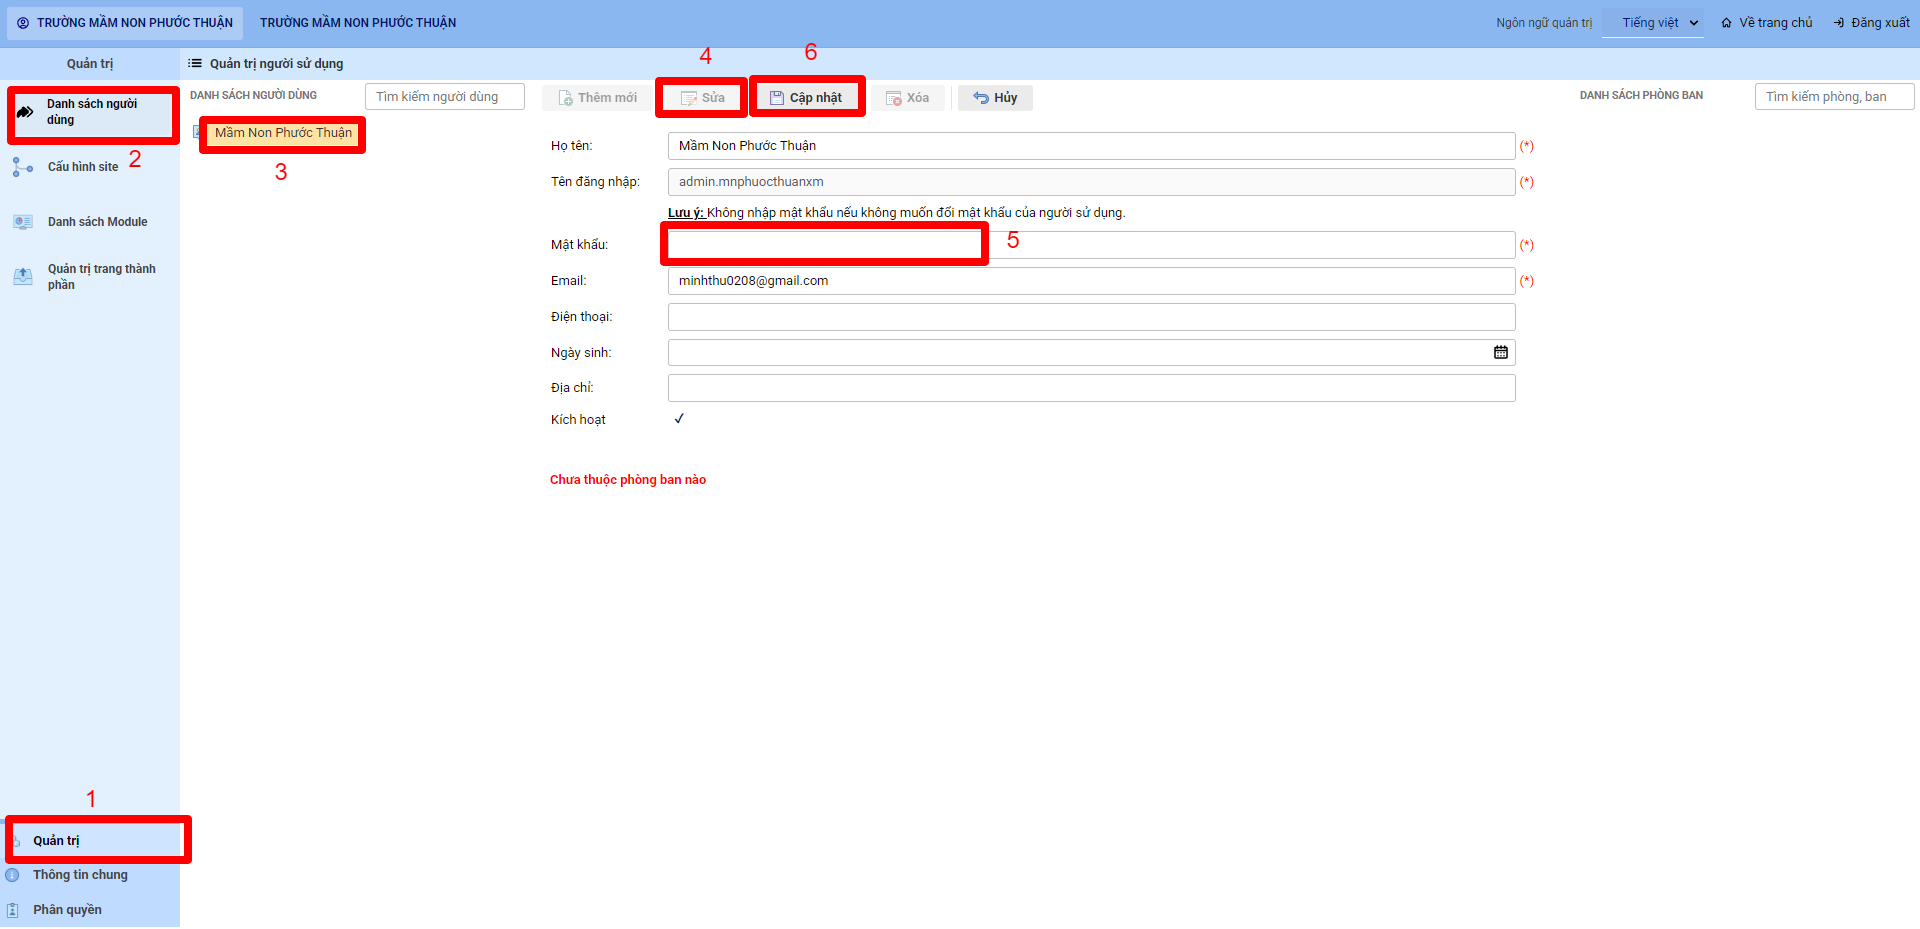 TRƯỜNG MẦM NON PHƯỚC THUẬN
TRƯỜNG MẦM NON PHƯỚC THUẬN
Ngôn ngữ quản trị
Tiếng việt
Về trang chủ
Đăng xuất
Quản trị
Quản trị người sử dụng
4
6
Danh sách người
dùng
2
Cấu hình site
Danh sách Module
Quản trị trang thành
phần
DANH SÁCH NGƯỜI DÙNG
Tìm kiếm người dùng
Mầm Non Phước Thuận
3
Thêm mới
Sửa
Cập nhật
Xóa
Hủy
DANH SÁCH PHÒNG BAN
Tìm kiếm phòng, ban
Họ tên:
Mầm Non Phước Thuận
(*)
Tên đăng nhập:
admin.mnphuocthuanxm
(*)
Lưu ý: Không nhập mật khẩu nếu không muốn đổi mật khẩu của người sử dụng.
Mật khẩu:
5
(*)
Email:
minhthu0208@gmail.com
(*)
Điện thoại:
Ngày sinh:
Địa chỉ:
Kích hoạt
Chưa thuộc phòng ban nào
1
Quản trị
Thông tin chung
Phân quyền